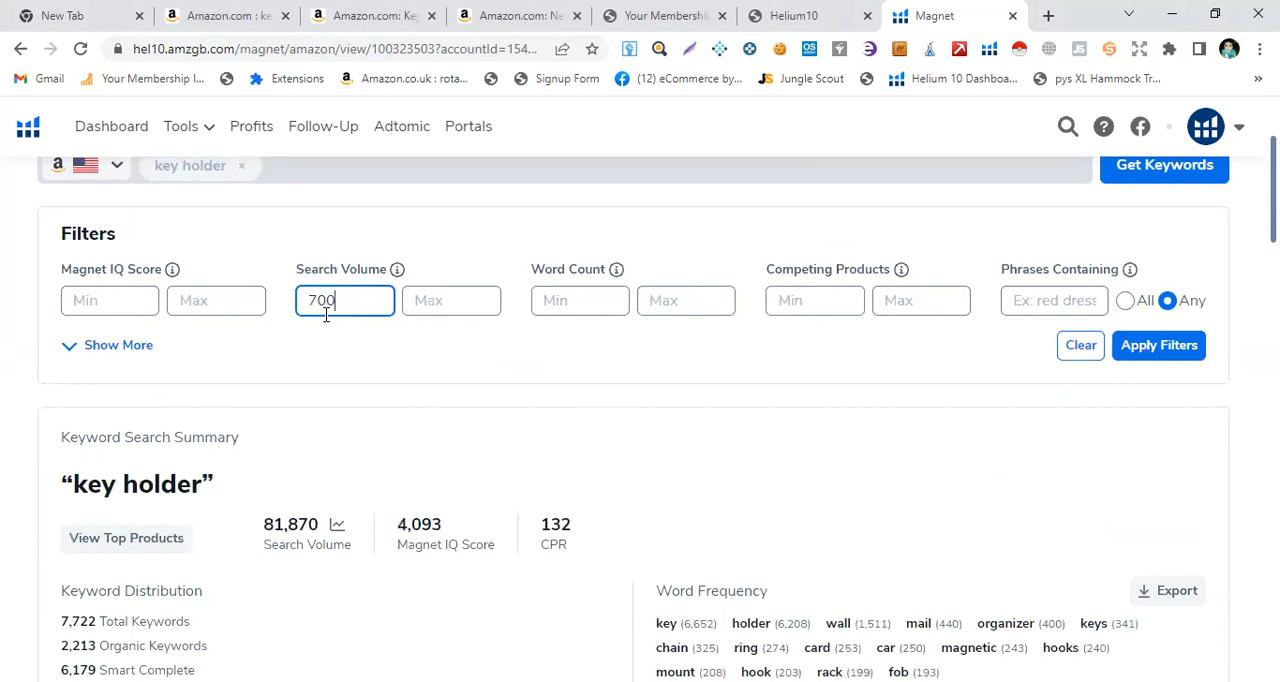 New Tab
Amazon.com : ke
Amazon.com: Ke
Amazon.com: Ne
Your Membership
Helium10
Magnet
hel10.amzgb.com/magnet/amazon/view/100323503?accountId=154...
Gmail
Your Membership I...
Extensions
Amazon.co.uk : rota...
Signup Form
(12) eCommerce by...
Jungle Scout
Helium 10 Dashboa...
pys XL Hammock Tr...
Dashboard
Tools
Profits
Follow-Up
Adtomic
Portals
key holder ×
Get Keywords
Filters
Magnet IQ Score
Search Volume
Word Count
Competing Products
Phrases Containing
Min
Max
700
Max
Min
Max
Min
Max
Ex: red dress
All
Any
Show More
Clear
Apply Filters
Keyword Search Summary
“key holder”
View Top Products
81,870
Search Volume
4,093
Magnet IQ Score
132
CPR
Keyword Distribution
7,722 Total Keywords
2,213 Organic Keywords
6,179 Smart Complete
Word Frequency
Export
key (6,652) holder (6,208) wall (1,511) mail (440) organizer (400) keys (341)
chain (325) ring (274) card (253) car (250) magnetic (243) hooks (240)
mount (208) hook (203) rack (199) fob (193)